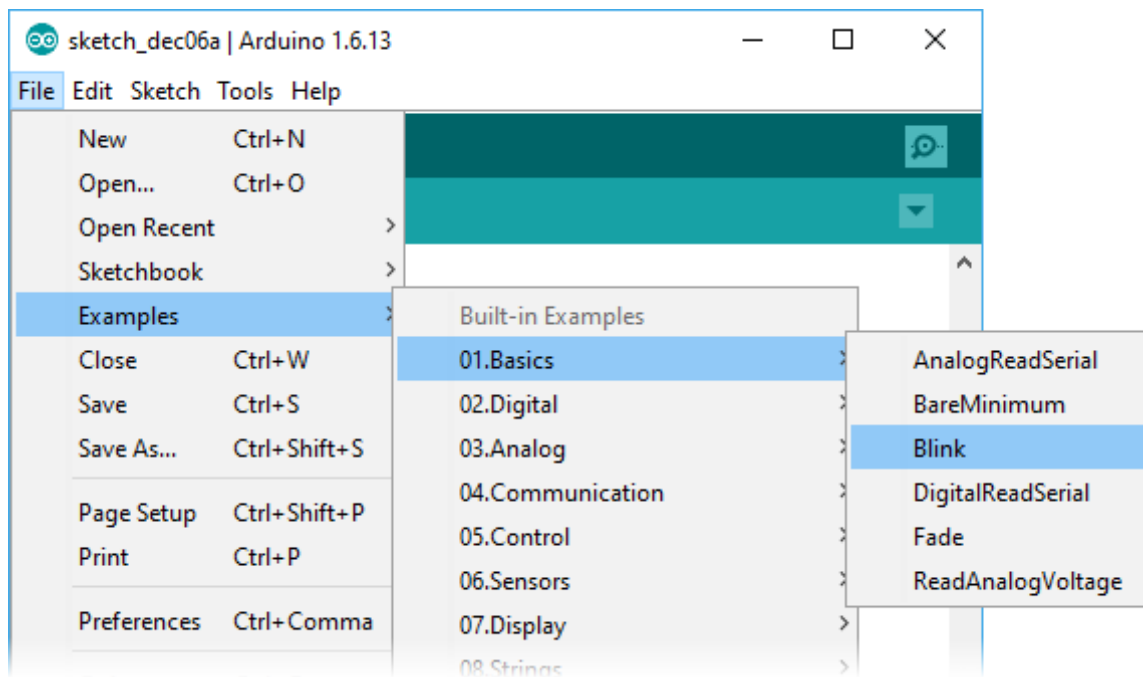 sketch_dec06a | Arduino 1.6.13
File Edit Sketch Tools Help
New Ctrl+N
Open... Ctrl+O
Open Recent
Sketchbook
Examples
Close Ctrl+W
Save Ctrl+S
Save As... Ctrl+Shift+S
Page Setup Ctrl+Shift+P
Print Ctrl+P
Preferences Ctrl+Comma
Built-in Examples
01.Basics
02.Digital
03.Analog
04.Communication
05.Control
06.Sensors
07.Display
08.Strings
AnalogReadSerial
BareMinimum
Blink
DigitalReadSerial
Fade
ReadAnalogVoltage